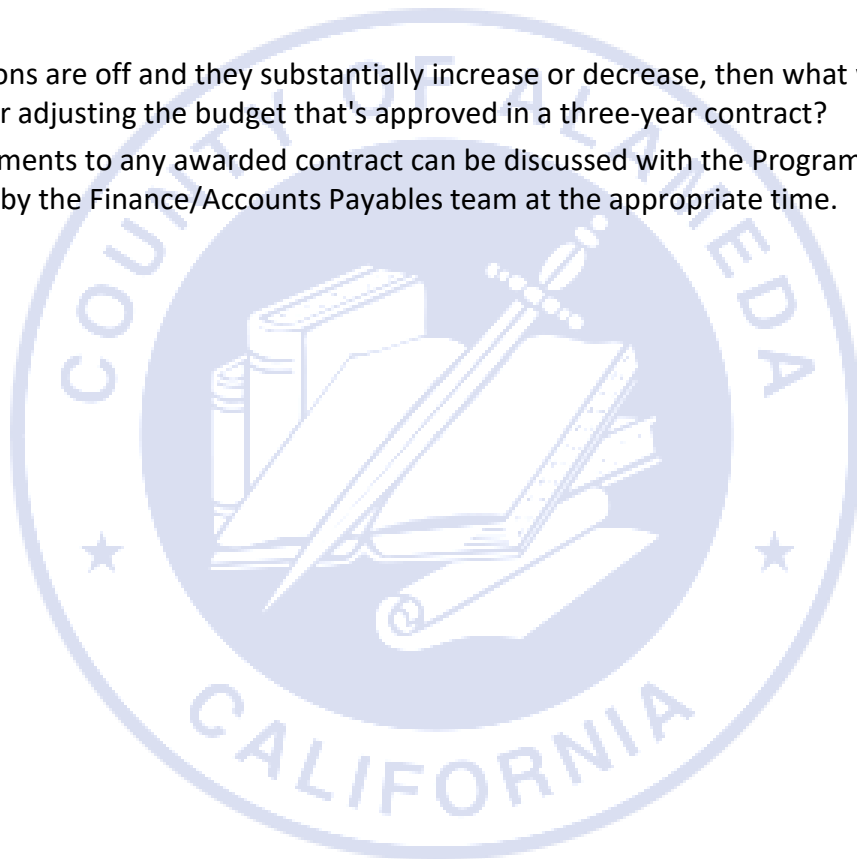 ons are off and they substantially increase or decrease, then what
r adjusting the budget that's approved in a three-year contract?
ments to any awarded contract can be discussed with the Program
by the Finance/Accounts Payables team at the appropriate time.
COUNTY OF ALAMEDA
CALIFORNIA